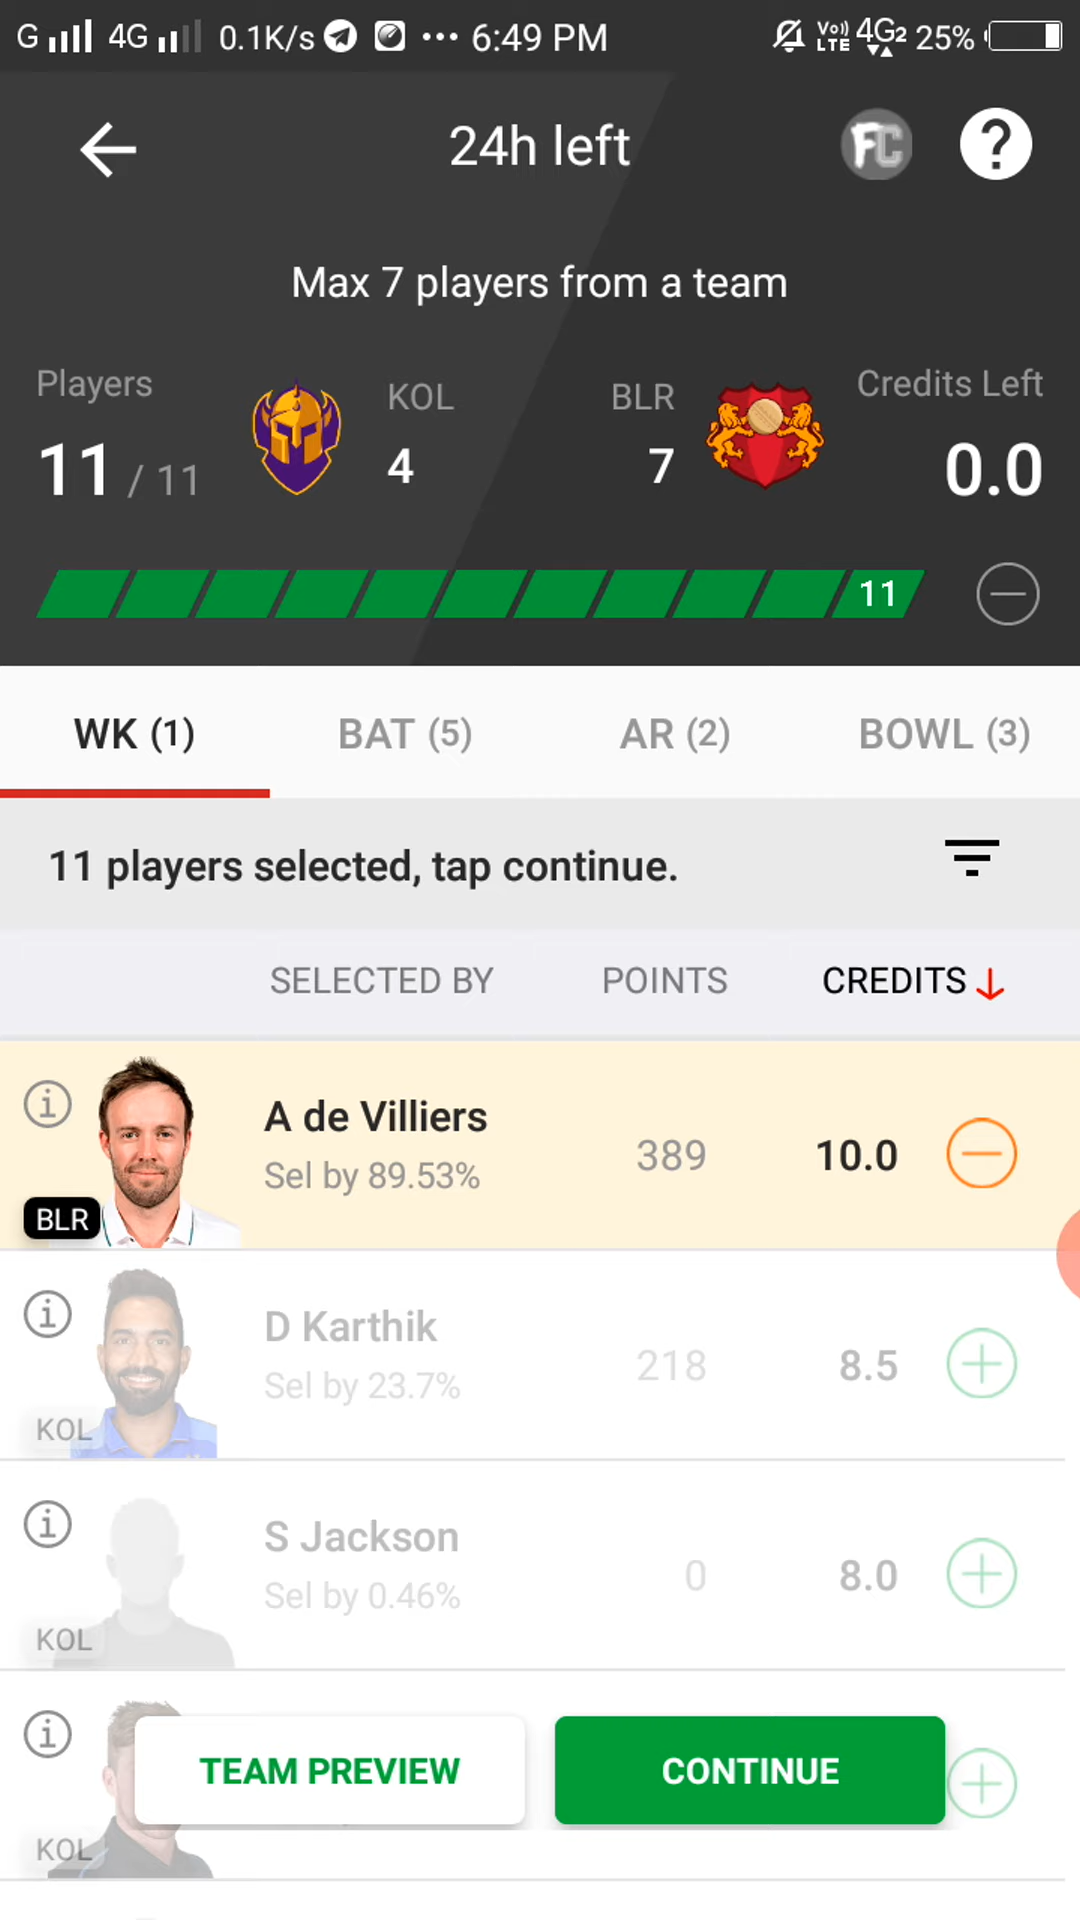 G 4G 0.1K/s ... 6:49 PM Vo)) LTE 4G2 25%
24h left FC ?
Max 7 players from a team
Players KOL BLR Credits Left
11 / 11 4 7 0.0
11
WK (1) BAT (5) AR (2) BOWL (3)
11 players selected, tap continue.
SELECTED BY POINTS CREDITS
A de Villiers
Sel by 89.53% 389 10.0
BLR
D Karthik
Sel by 23.7% 218 8.5
KOL
S Jackson
Sel by 0.46% 0 8.0
KOL
TEAM PREVIEW CONTINUE
KOL